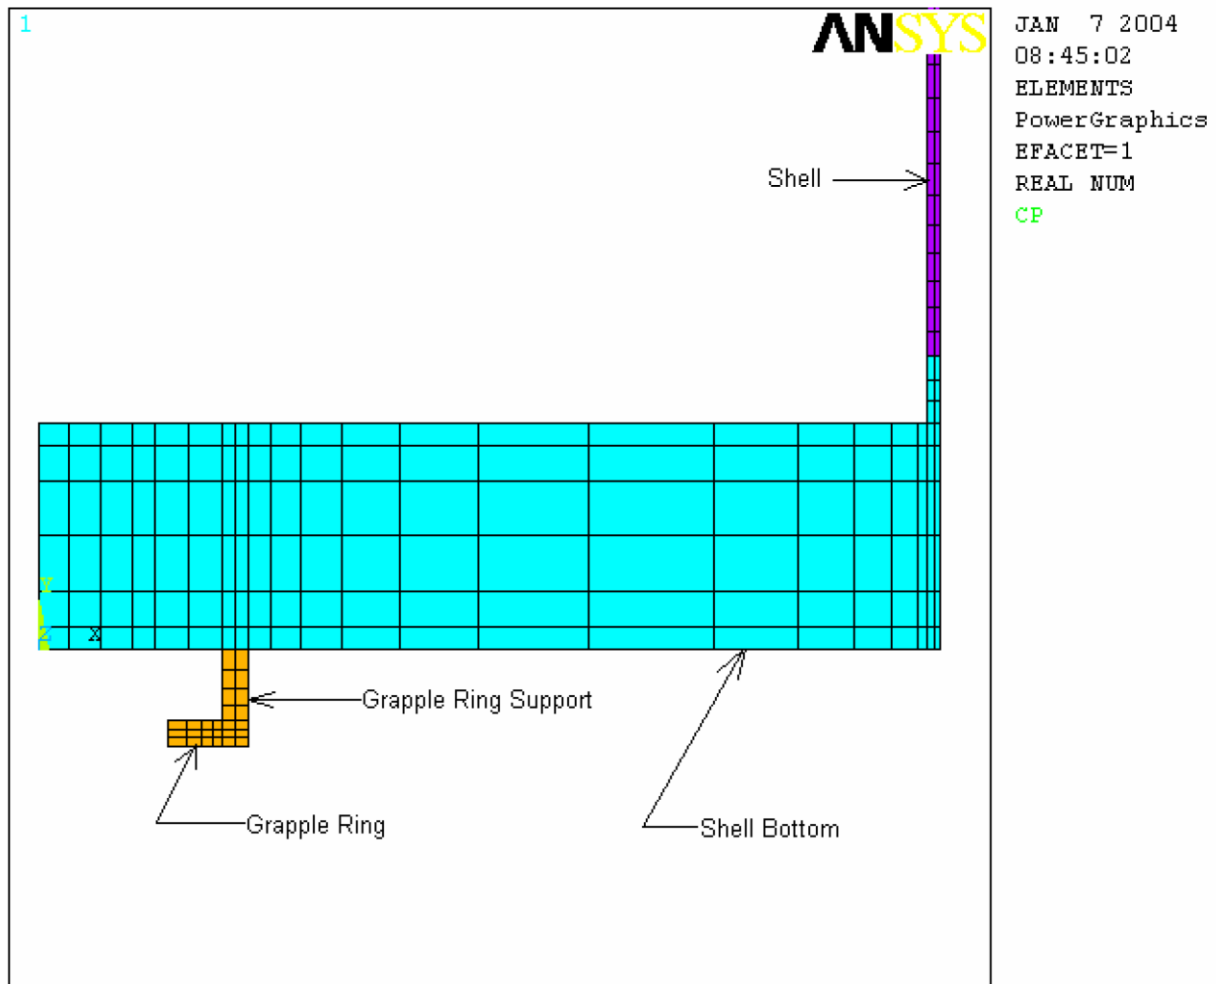 1
ANSYS
JAN 7 2004
08:45:02
ELEMENTS
PowerGraphics
EFACET=1
REAL NUM
CP
Shell
Y
Z X
Grapple Ring Support
Grapple Ring
Shell Bottom